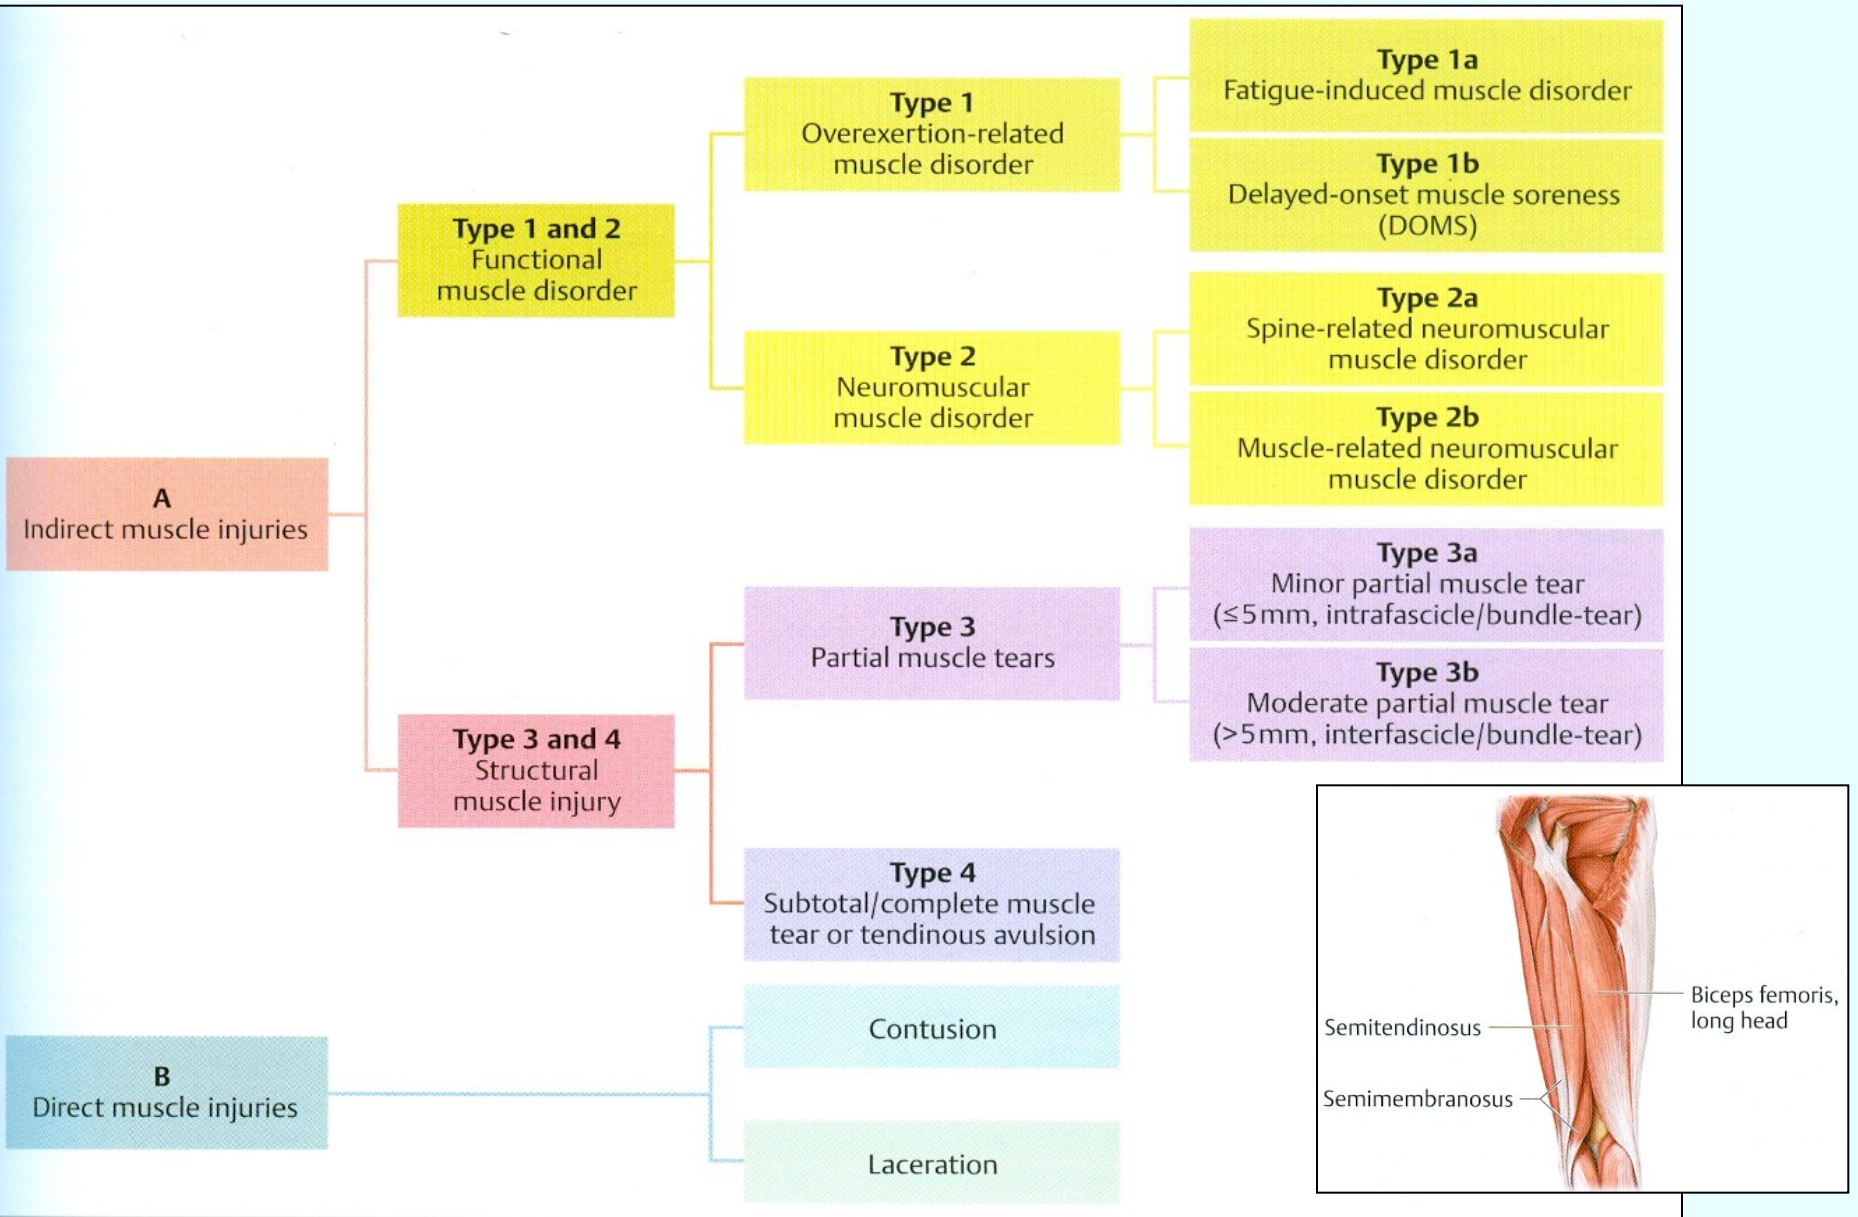 Type 1a
Fatigue-induced muscle disorder
Type 1
Overexertion-related
muscle disorder
Type 1b
Delayed-onset muscle soreness
(DOMS)
Type 1 and 2
Functional
muscle disorder
Type 2a
Spine-related neuromuscular
muscle disorder
Type 2
Neuromuscular
muscle disorder
Type 2b
Muscle-related neuromuscular
muscle disorder
A
Indirect muscle injuries
Type 3a
Minor partial muscle tear
(≤5mm, intrafascicle/bundle-tear)
Type 3
Partial muscle tears
Type 3b
Moderate partial muscle tear
(>5mm, interfascicle/bundle-tear)
Type 3 and 4
Structural
muscle injury
Type 4
Subtotal/complete muscle
tear or tendinous avulsion
Contusion
B
Direct muscle injuries
Laceration
Biceps femoris,
long head
Semitendinosus
Semimembranosus